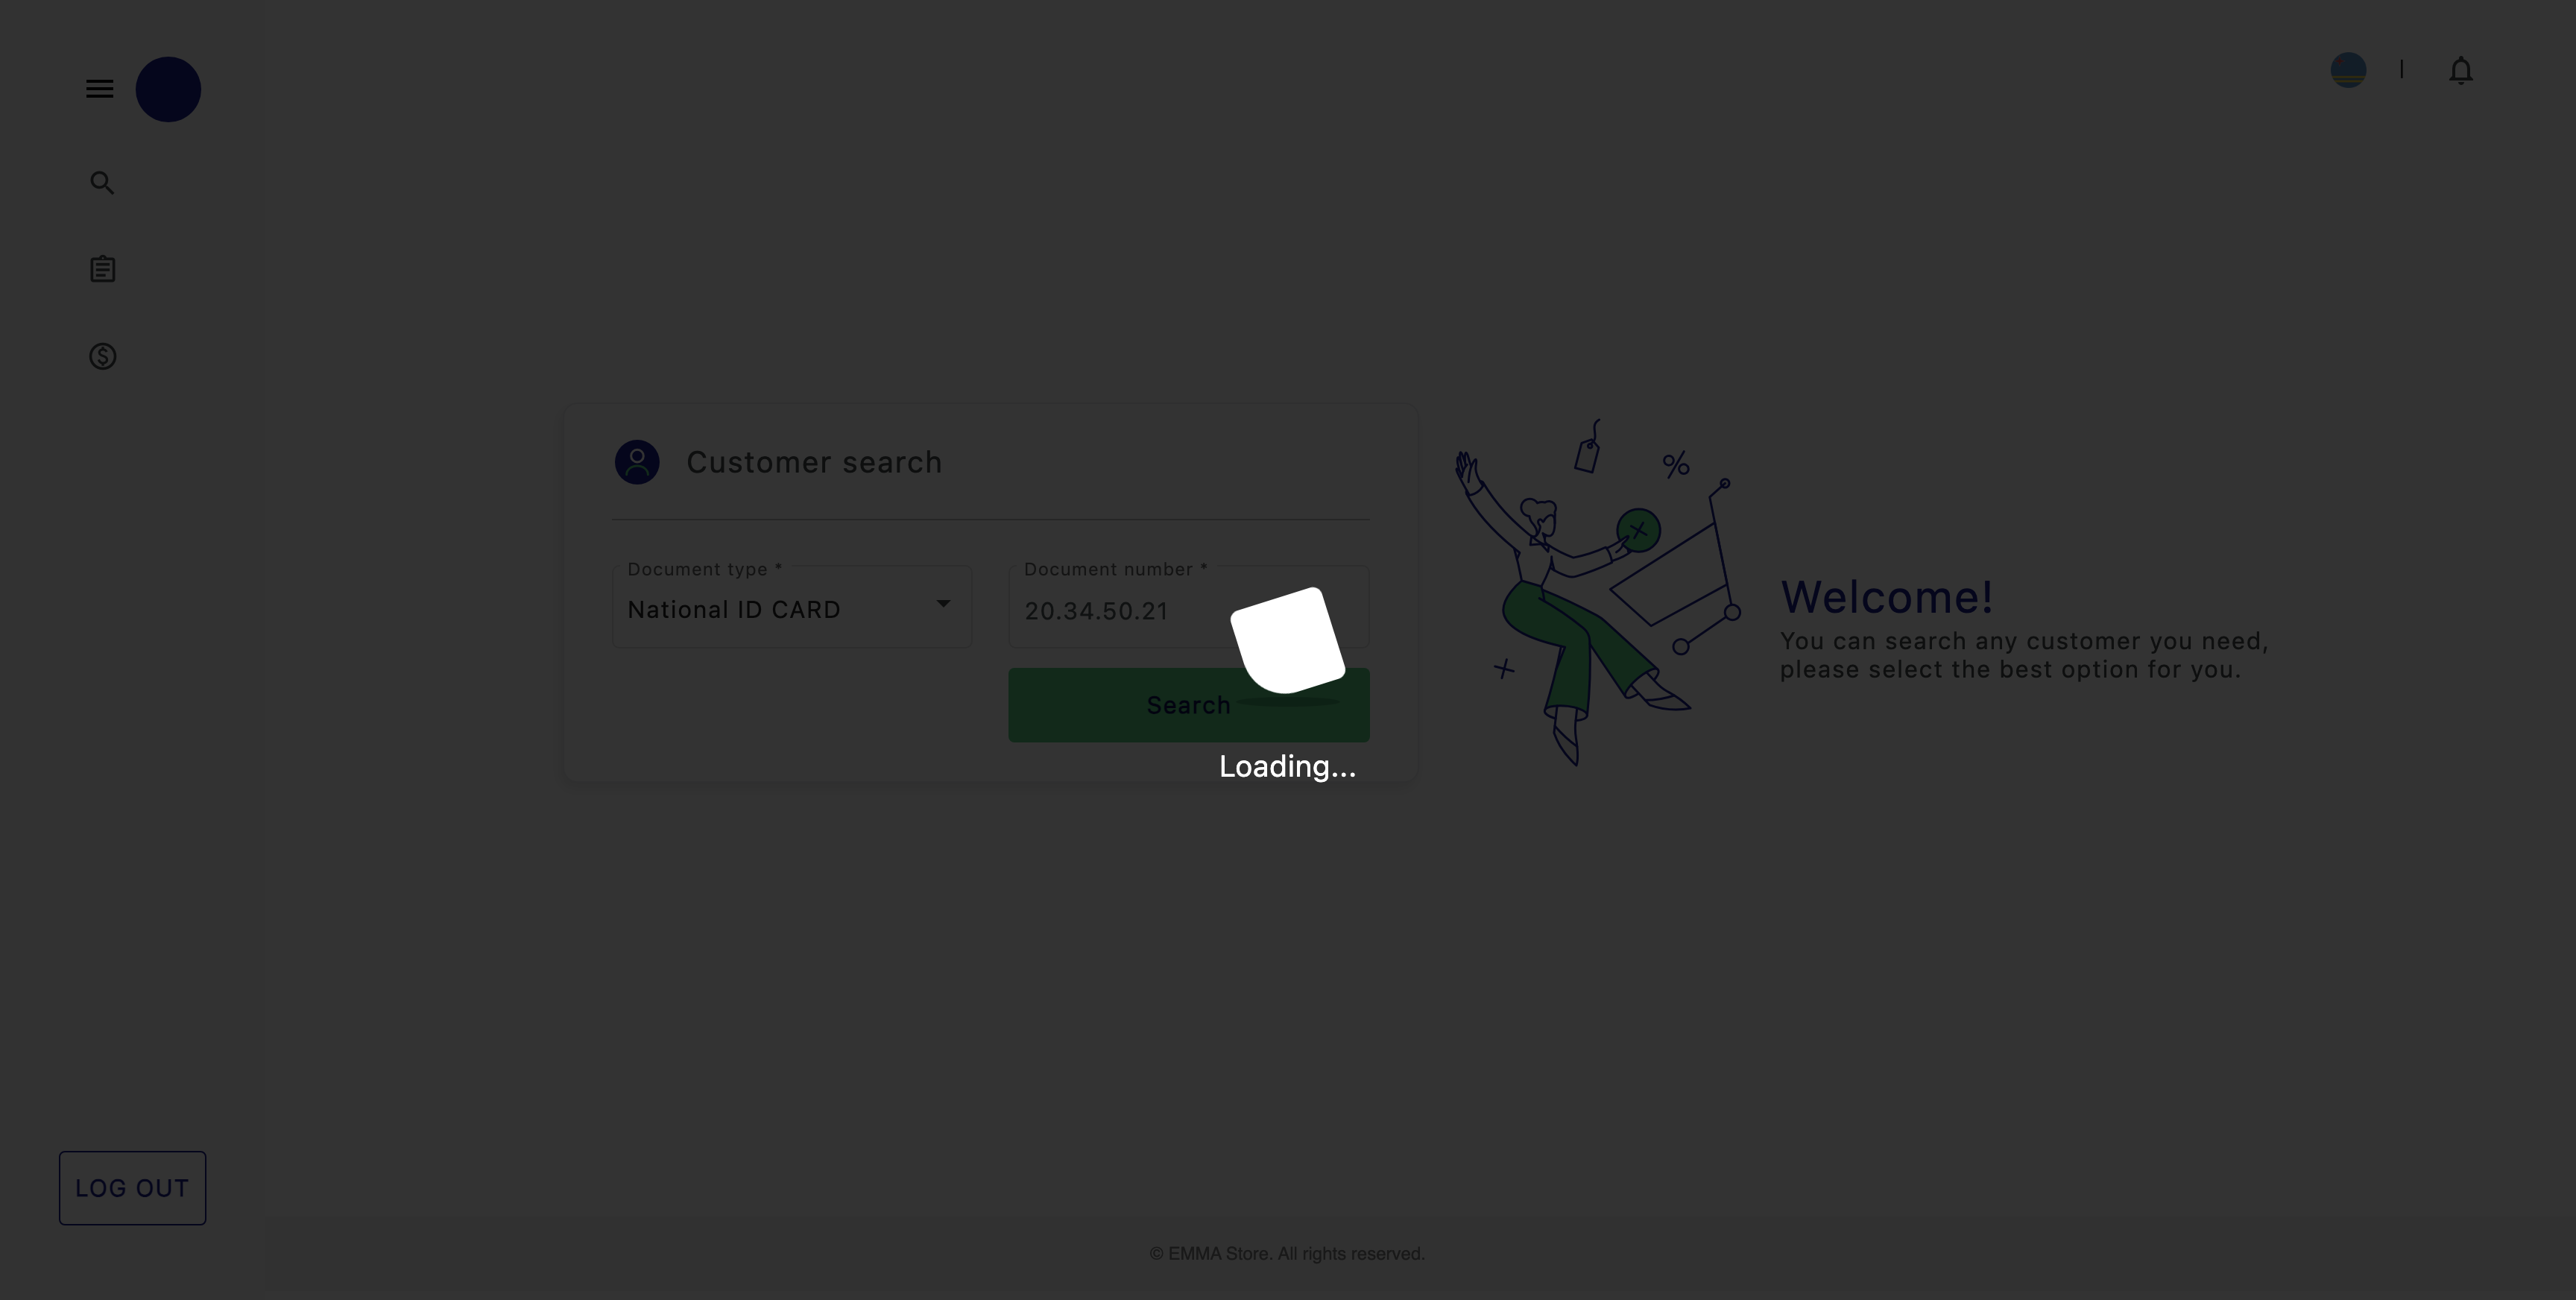 Customer search
Document type *
National ID CARD
Document number *
20.34.50.21
Search
Loading...
Welcome!
You can search any customer you need,
please select the best option for you.
LOG OUT
© EMMA Store. All rights reserved.